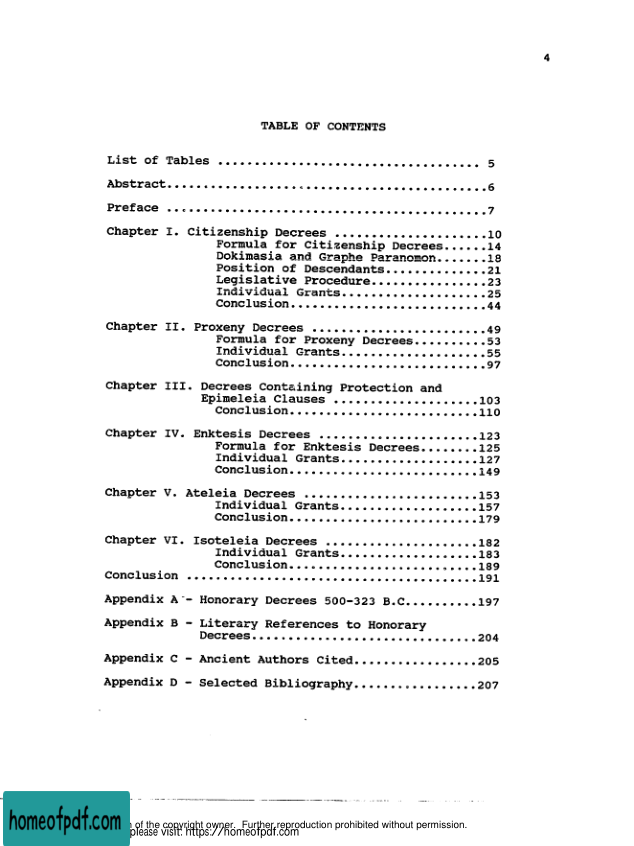 4
TABLE OF CONTENTS
List of Tables .................................... 5
Abstract............................................6
Preface ............................................7
Chapter I. Citizenship Decrees .....................10
Formula for Citizenship Decrees......14
Dokimasia and Graphe Paranomon.......18
Position of Descendants..............21
Legislative Procedure................23
Individual Grants....................25
Conclusion...........................44
Chapter II. Proxeny Decrees ........................49
Formula for Proxeny Decrees..........53
Individual Grants....................55
Conclusion...........................97
Chapter III. Decrees Containing Protection and
Epimeleia Clauses ....................103
Conclusion..........................110
Chapter IV. Enktesis Decrees ......................123
Formula for Enktesis Decrees........125
Individual Grants...................127
Conclusion..........................149
Chapter V. Ateleia Decrees ........................153
Individual Grants...................157
Conclusion..........................179
Chapter VI. Isoteleia Decrees .....................182
Individual Grants...................183
Conclusion..........................189
Conclusion ........................................191
Appendix A - Honorary Decrees 500-323 B.C..........197
Appendix B - Literary References to Honorary
Decrees...............................204
Appendix C - Ancient Authors Cited.................205
Appendix D - Selected Bibliography.................207
homeofpdf.com
of the copyright owner. Further reproduction prohibited without permission.
please visit: https://homeofpdf.com